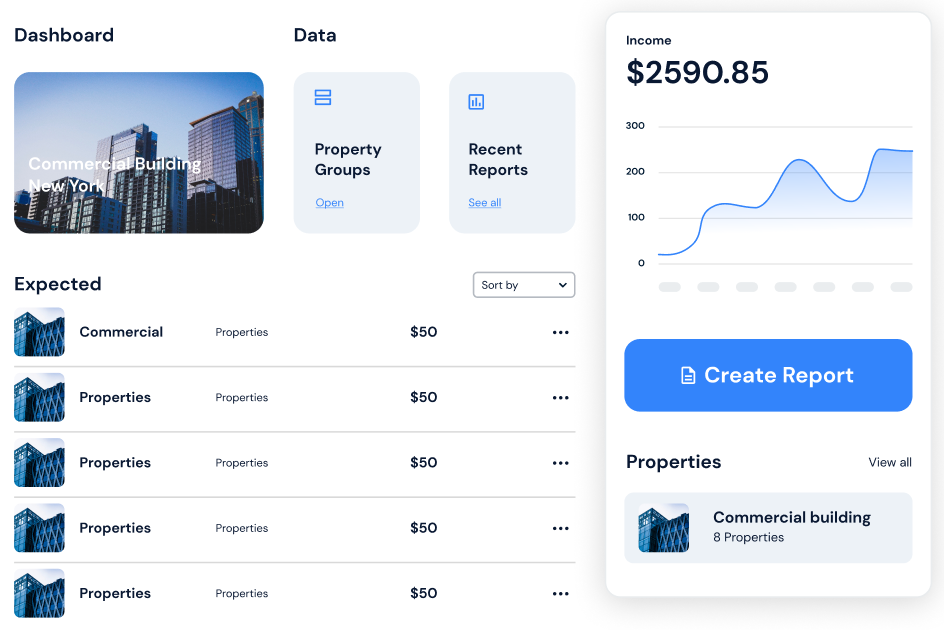 Dashboard
Commercial Building
New York
Data
Property
Groups
Open
Recent
Reports
See all
Expected
Sort by
Commercial Properties $50
Properties Properties $50
Properties Properties $50
Properties Properties $50
Properties Properties $50
Income
$2590.85
300
200
100
0
Create Report
Properties
View all
Commercial building
8 Properties